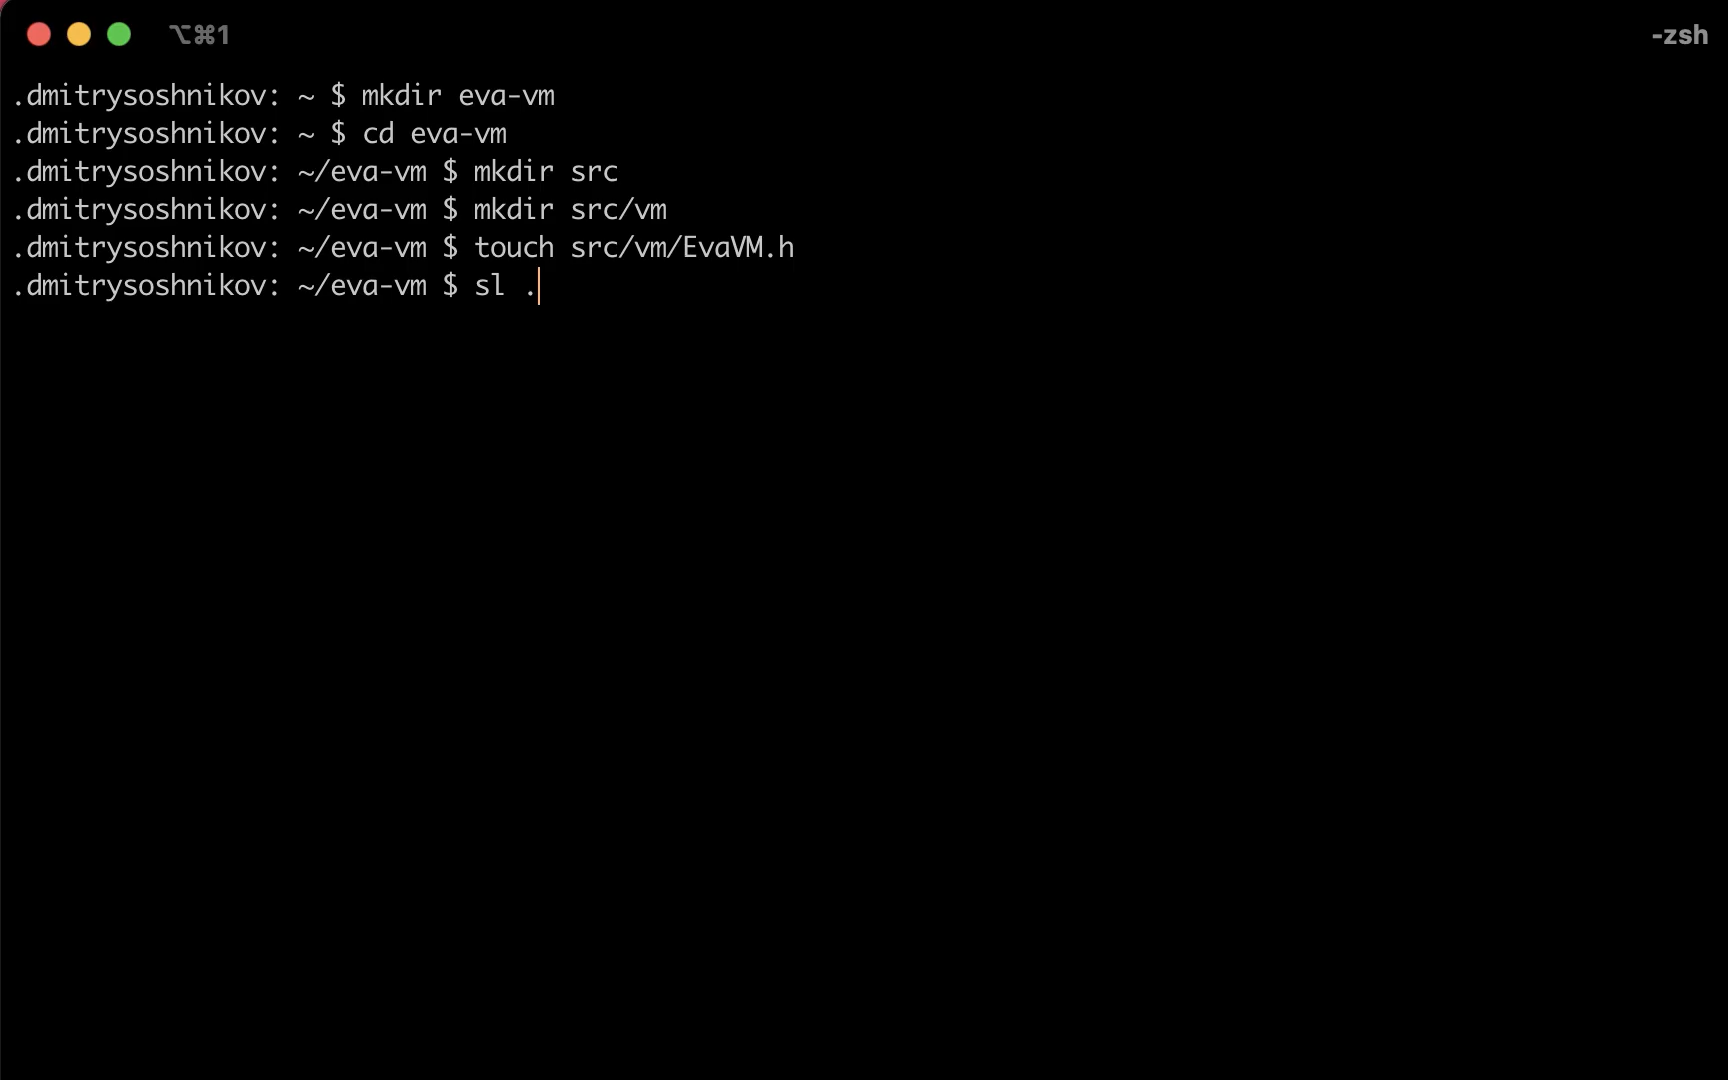 ⌥⌘1
-zsh
.dmitrysoshnikov: ~ $ mkdir eva-vm
.dmitrysoshnikov: ~ $ cd eva-vm
.dmitrysoshnikov: ~/eva-vm $ mkdir src
.dmitrysoshnikov: ~/eva-vm $ mkdir src/vm
.dmitrysoshnikov: ~/eva-vm $ touch src/vm/EvaVM.h
.dmitrysoshnikov: ~/eva-vm $ sl .